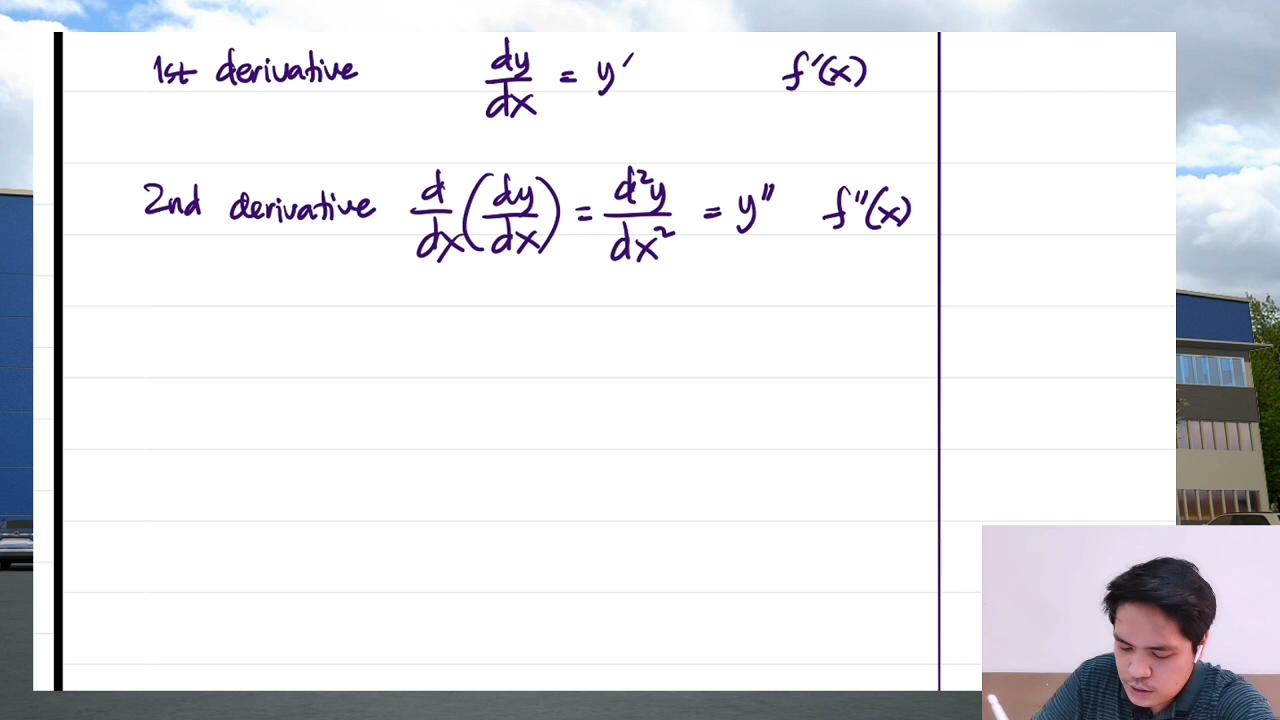 1st derivative dy/dx = y′ f′(x)
2nd derivative d/dx(dy/dx) = d²y/dx² = y″ f″(x)